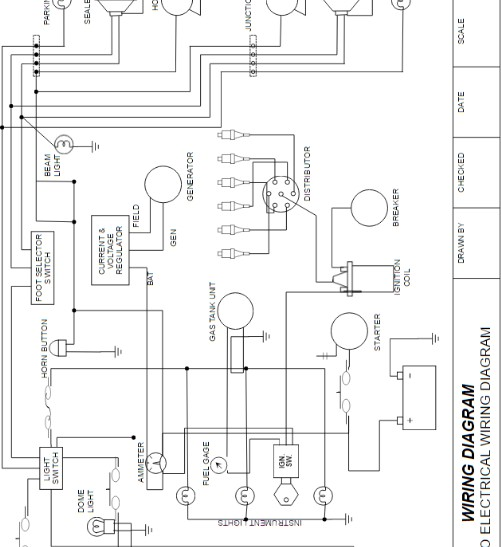 PARKIN
SEALE
HO
JUNCTIO
SCALE
DATE
CHECKED
DRAWN BY
BEAM
LIGHT
GENERATOR
DISTRIBUTOR
BREAKER
FIELD
GEN
CURRENT &
VOLTAGE
REGULATOR
BAT
FOOT SELECTOR
SWITCH
GAS TANK UNIT
IGNITION
COIL
STARTER
HORN BUTTON
-
+
LIGHT
SWITCH
AMMETER
FUEL GAGE
IGN.
SW.
DOME
LIGHT
INSTRUMENT LIGHTS
WIRING DIAGRAM
O ELECTRICAL WIRING DIAGRAM